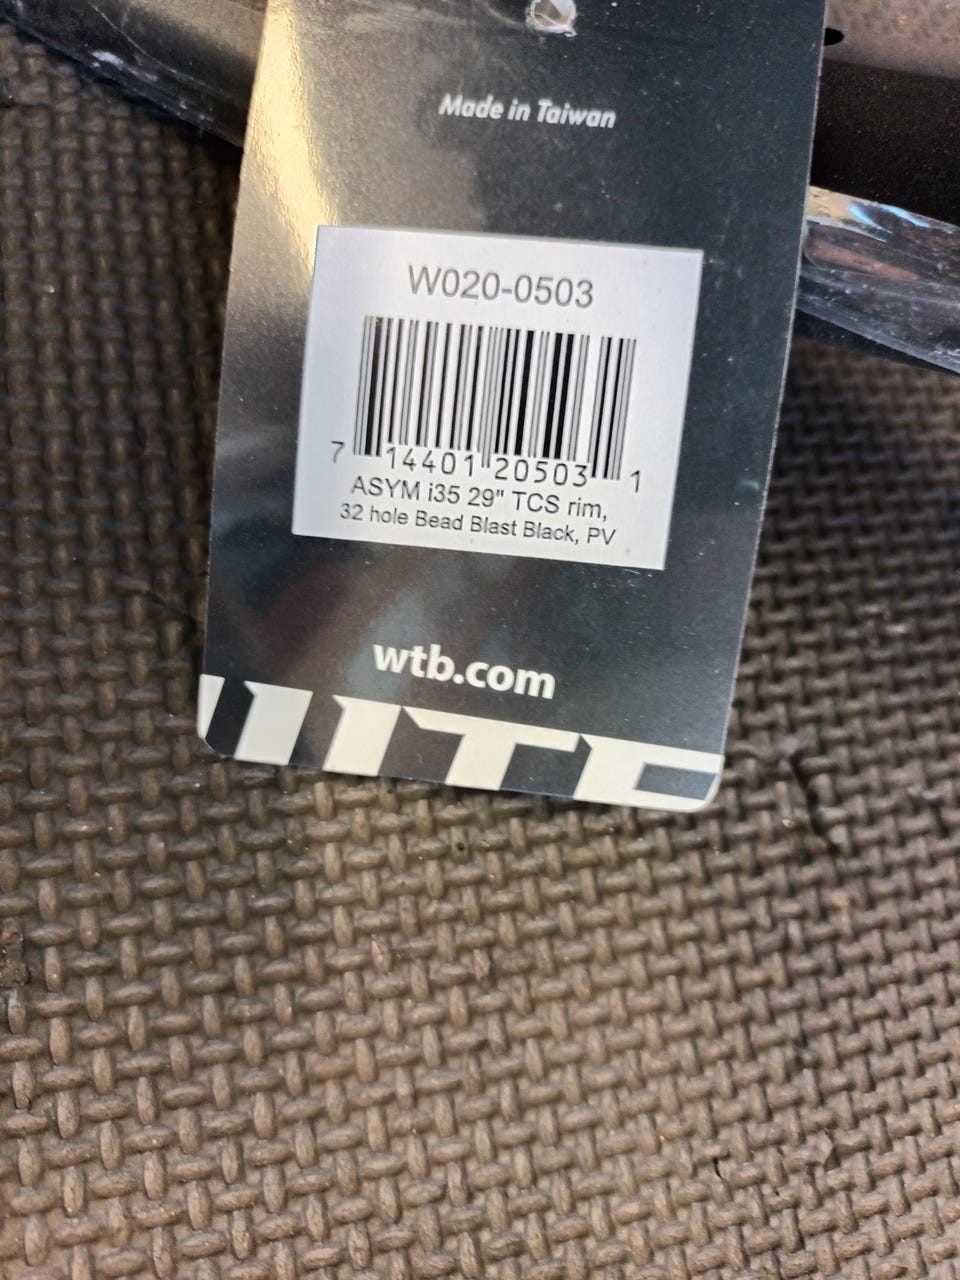 Made in Taiwan
W020-0503
7 14401 20503 1
ASYM i35 29" TCS rim,
32 hole Bead Blast Black, PV
wtb.com